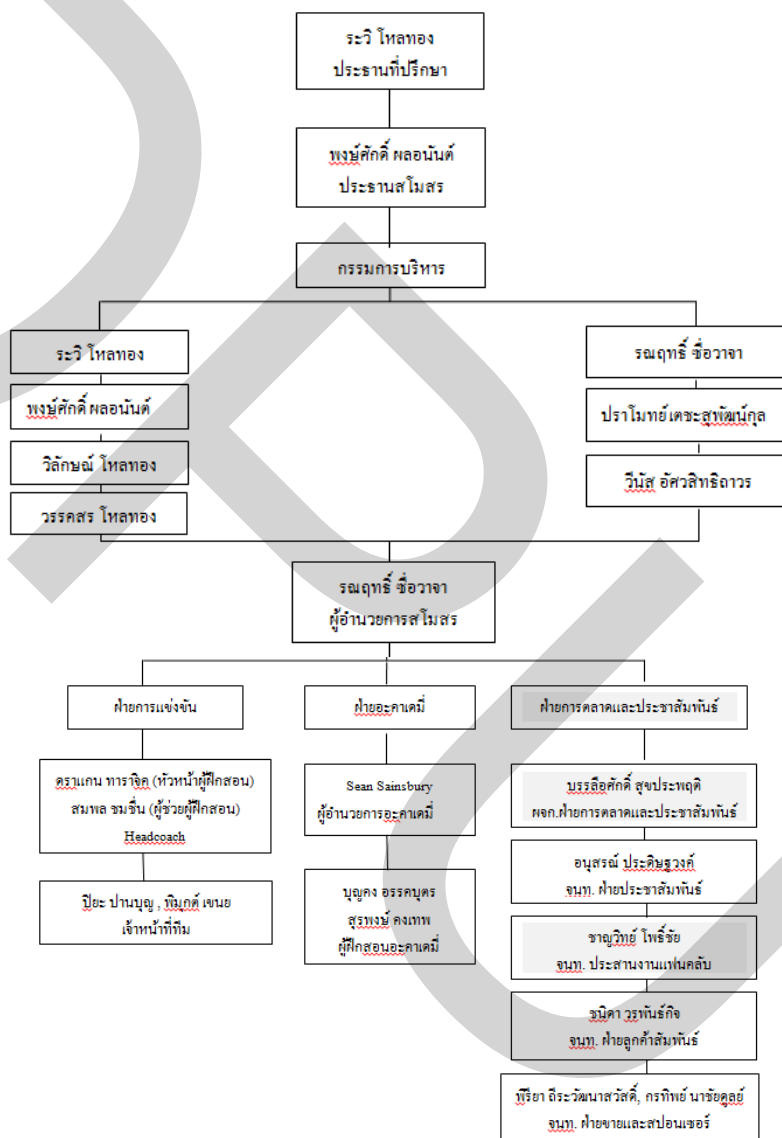 ระวิ โหลทอง
ประธานที่ปรึกษา
พงษ์ศักดิ์ ผลอนันต์
ประธานสโมสร
กรรมการบริหาร
ระวิ โหลทอง
พงษ์ศักดิ์ ผลอนันต์
วิลักษณ์ โหลทอง
วรรคสร โหลทอง
รณฤทธิ์ ซื่อวาจา
ปราโมทย์เตชะสุพัฒน์กุล
วีนัส อัศวสิทธิถาวร
รณฤทธิ์ ซื่อวาจา
ผู้อำนวยการสโมสร
ฝ่ายการแข่งขัน
ดราแกน ทาราจิค (หัวหน้าผู้ฝึกสอน)
สมพล ชมชื่น (ผู้ช่วยผู้ฝึกสอน)
Headcoach
ปิยะ ปานบุญ , พิมุกต์ เขนย
เจ้าหน้าที่ทีม
ฝ่ายอะคาเดมี่
Sean Sainsbury
ผู้อำนวยการอะคาเดมี่
บุญคง อรรคบุตร
สุรพงษ์ คงเทพ
ผู้ฝึกสอนอะคาเดมี่
ฝ่ายการตลาดและประชาสัมพันธ์
บรรลือศักดิ์ สุขประพฤติ
ผจก.ฝ่ายการตลาดและประชาสัมพันธ์
อนุสรณ์ ประดิษฐวงค์
จนท. ฝ่ายประชาสัมพันธ์
ชาญวิทย์ โพธิ์ชัย
จนท. ประสานงานแฟนคลับ
ชนิดา วรพันธ์กิจ
จนท. ฝ่ายลูกค้าสัมพันธ์
พีรียา ถีระวัฒนาสวัสดิ์, กรทิพย์ นาชัยดูลย์
จนท. ฝ่ายขายและสปอนเซอร์